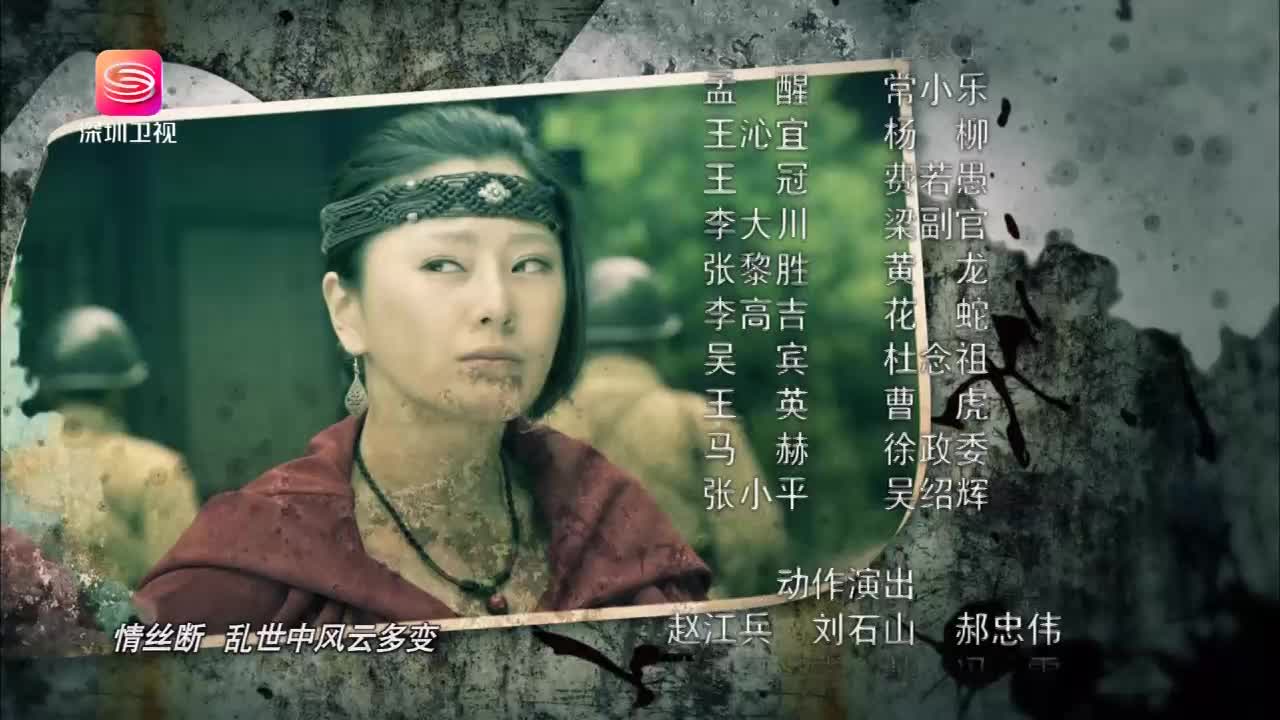 深圳卫视
孟醒 常小乐
王沁宜 杨柳
王冠 费若愚
李大川 梁副官
张黎胜 黄龙
李高吉 花蛇
吴宾 杜念祖
王英 曹虎
马赫 徐政委
张小平 吴绍辉
动作演出
赵江兵 刘石山 郝忠伟
情丝断 乱世中风云多变